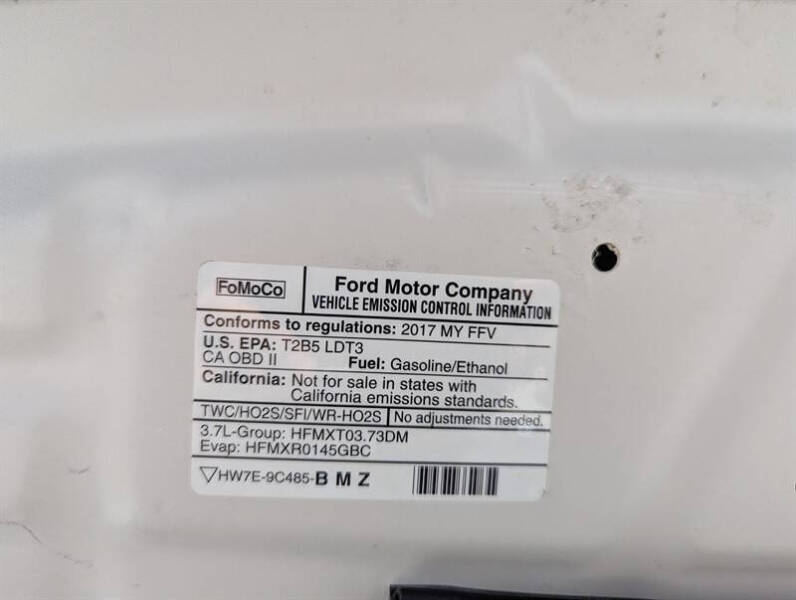 FoMoCo
Ford Motor Company
VEHICLE EMISSION CONTROL INFORMATION
Conforms to regulations: 2017 MY FFV
U.S. EPA: T2B5 LDT3
CA OBD II Fuel: Gasoline/Ethanol
California: Not for sale in states with
California emissions standards.
TWC/HO2S/SFI/WR-HO2S No adjustments needed.
3.7L-Group: HFMXT03.73DM
Evap: HFMXR0145GBC
HW7E-9C485-B M Z